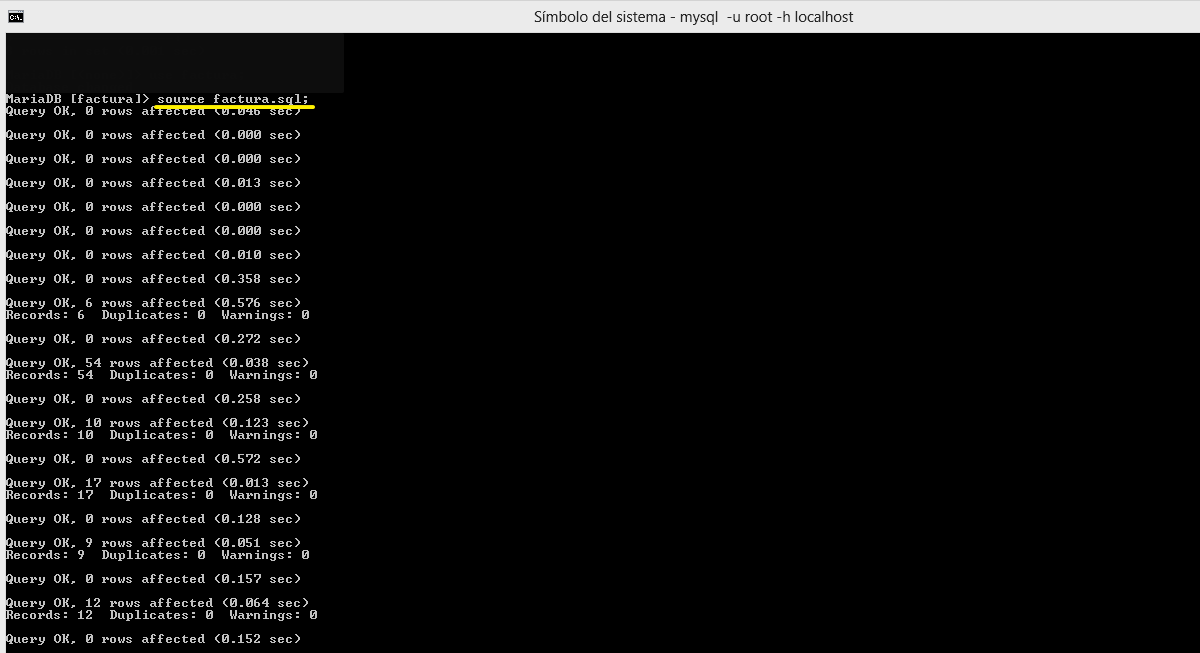 Símbolo del sistema - mysql  -u root -h localhost
MariaDB [factura]> source factura.sql;
Query OK, 0 rows affected (0.046 sec)
Query OK, 0 rows affected (0.000 sec)
Query OK, 0 rows affected (0.000 sec)
Query OK, 0 rows affected (0.013 sec)
Query OK, 0 rows affected (0.000 sec)
Query OK, 0 rows affected (0.000 sec)
Query OK, 0 rows affected (0.010 sec)
Query OK, 0 rows affected (0.358 sec)
Query OK, 6 rows affected (0.576 sec)
Records: 6  Duplicates: 0  Warnings: 0
Query OK, 0 rows affected (0.272 sec)
Query OK, 54 rows affected (0.038 sec)
Records: 54  Duplicates: 0  Warnings: 0
Query OK, 0 rows affected (0.258 sec)
Query OK, 10 rows affected (0.123 sec)
Records: 10  Duplicates: 0  Warnings: 0
Query OK, 0 rows affected (0.572 sec)
Query OK, 17 rows affected (0.013 sec)
Records: 17  Duplicates: 0  Warnings: 0
Query OK, 0 rows affected (0.128 sec)
Query OK, 9 rows affected (0.051 sec)
Records: 9  Duplicates: 0  Warnings: 0
Query OK, 0 rows affected (0.157 sec)
Query OK, 12 rows affected (0.064 sec)
Records: 12  Duplicates: 0  Warnings: 0
Query OK, 0 rows affected (0.152 sec)